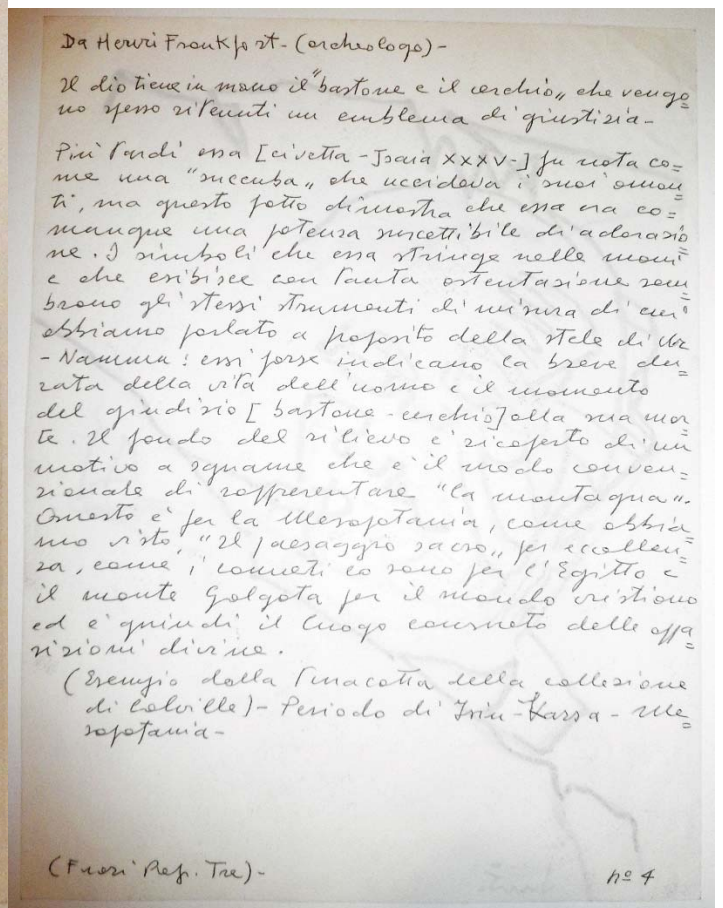 Da Henri Frankfort - (archeologo) -
Il dio tiene in mano il "bastone e il cerchio" che vengo=
no spesso ritenuti un emblema di giustizia -
Più tardi essa [civetta - Isaia XXXV-] fu nota co=
me una "succuba" che uccideva i suoi aman
ti, ma questo fatto dimostra che essa era co=
munque una potenza suscettibile di adorazio
ne. I simboli che essa stringe nelle mani
e che esibisce con tanta ostentazione sem
brano gli stessi strumenti di misura di cui
abbiamo parlato a proposito della stele di Ur
- Nammu: essi forse indicano la breve du=
rata della vita dell'uomo e il momento
del giudizio [bastone - cerchio] alla sua mor
te. Il fondo del rilievo è ricoperto di un
motivo a squame che è il modo conven=
zionale di rappresentare "la montagna".
Questo è per la Mesopotamia, come abbia=
mo visto, "Il paesaggio sacro" per eccellen=
za, come i canneti lo sono per l'Egitto e
il monte Golgota per il mondo cristiano
ed è quindi il luogo consueto delle appa=
rizioni divine.
(Esempio dalla terracotta della collezione
di Colville) - Periodo di Isin - Larsa - Me=
sopotamia -
(Fuori Rep. Tre) -
nº 4